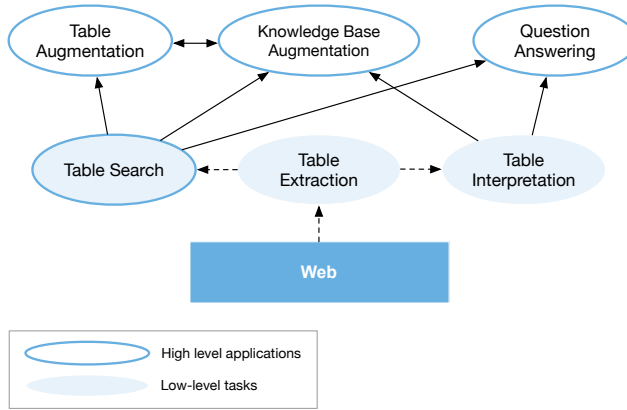 Table
Augmentation
Knowledge Base
Augmentation
Question
Answering
Table Search
Table
Extraction
Table
Interpretation
Web
High level applications
Low-level tasks